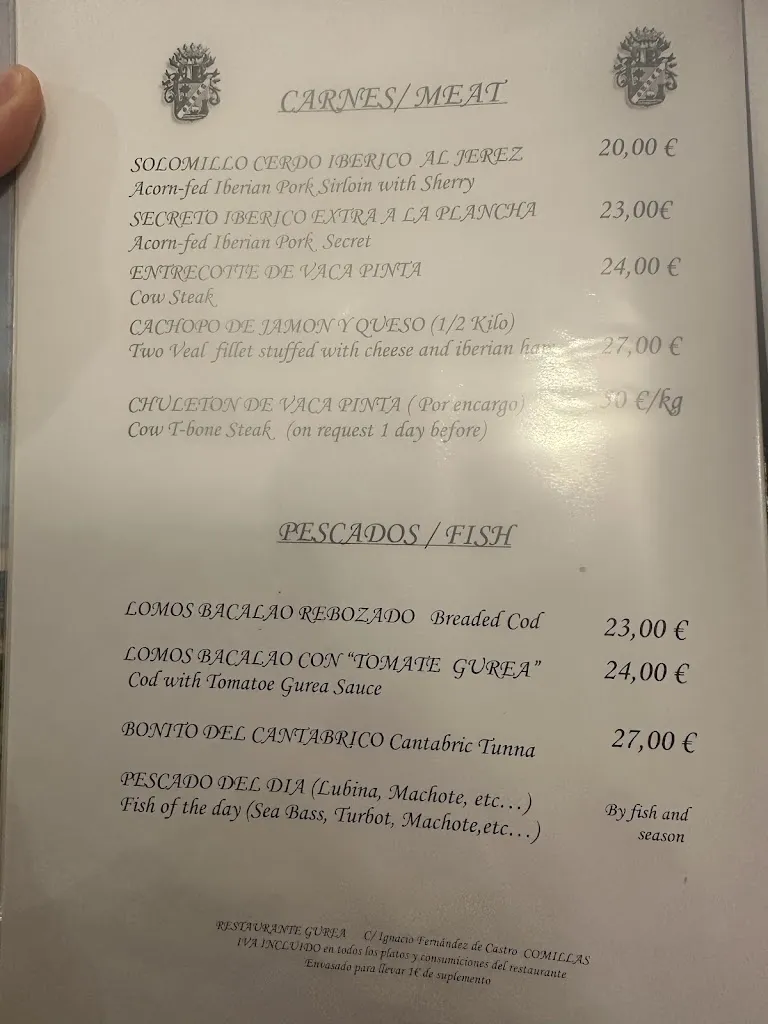 CARNES/ MEAT
SOLOMILLO CERDO IBERICO AL JEREZ 20,00 €
Acorn-fed Iberian Pork Sirloin with Sherry
SECRETO IBERICO EXTRA A LA PLANCHA 23,00€
Acorn-fed Iberian Pork Secret
ENTRECOTTE DE VACA PINTA 24,00 €
Cow Steak
CACHOPO DE JAMON Y QUESO (1/2 Kilo)
Two Veal fillet stuffed with cheese and iberian ham 27,00 €
CHULETON DE VACA PINTA ( Por encargo) 50 €/kg
Cow T-bone Steak (on request 1 day before)
PESCADOS / FISH
LOMOS BACALAO REBOZADO Breaded Cod 23,00 €
LOMOS BACALAO CON “TOMATE GUREA” 24,00 €
Cod with Tomatoe Gurea Sauce
BONITO DEL CANTABRICO Cantabric Tunna 27,00 €
PESCADO DEL DIA (Lubina, Machote, etc…)
Fish of the day (Sea Bass, Turbot, Machote,etc…)
By fish and
season
RESTAURANTE GUREA C/ Ignacio Fernández de Castro COMILLAS
IVA INCLUIDO en todos los platos y consumiciones del restaurante
Envasado para llevar 1€ de suplemento